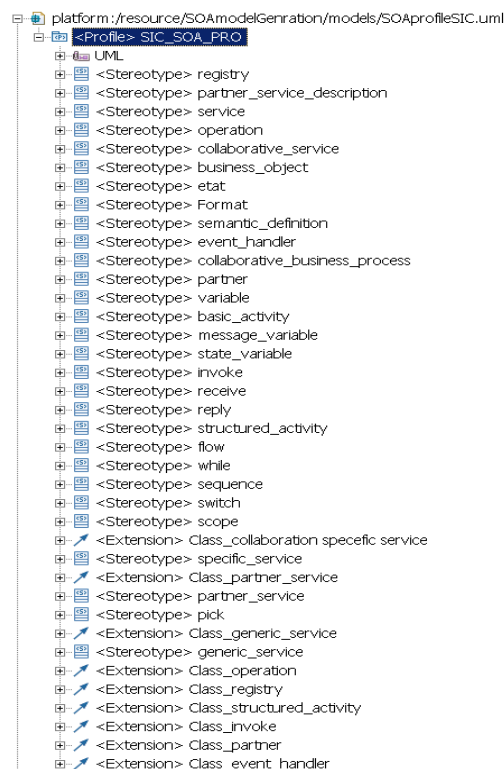 platform:/resource/SOAmodelGenration/models/SOAprofileSIC.uml
<Profile> SIC_SOA_PRO
UML
<Stereotype> registry
<Stereotype> partner_service_description
<Stereotype> service
<Stereotype> operation
<Stereotype> collaborative_service
<Stereotype> business_object
<Stereotype> etat
<Stereotype> Format
<Stereotype> semantic_definition
<Stereotype> event_handler
<Stereotype> collaborative_business_process
<Stereotype> partner
<Stereotype> variable
<Stereotype> basic_activity
<Stereotype> message_variable
<Stereotype> state_variable
<Stereotype> invoke
<Stereotype> receive
<Stereotype> reply
<Stereotype> structured_activity
<Stereotype> flow
<Stereotype> while
<Stereotype> sequence
<Stereotype> switch
<Stereotype> scope
<Extension> Class_collaboration specefic service
<Stereotype> specific_service
<Extension> Class_partner_service
<Stereotype> partner_service
<Stereotype> pick
<Extension> Class_generic_service
<Stereotype> generic_service
<Extension> Class_operation
<Extension> Class_registry
<Extension> Class_structured_activity
<Extension> Class_invoke
<Extension> Class_partner
<Extension> Class_event_handler